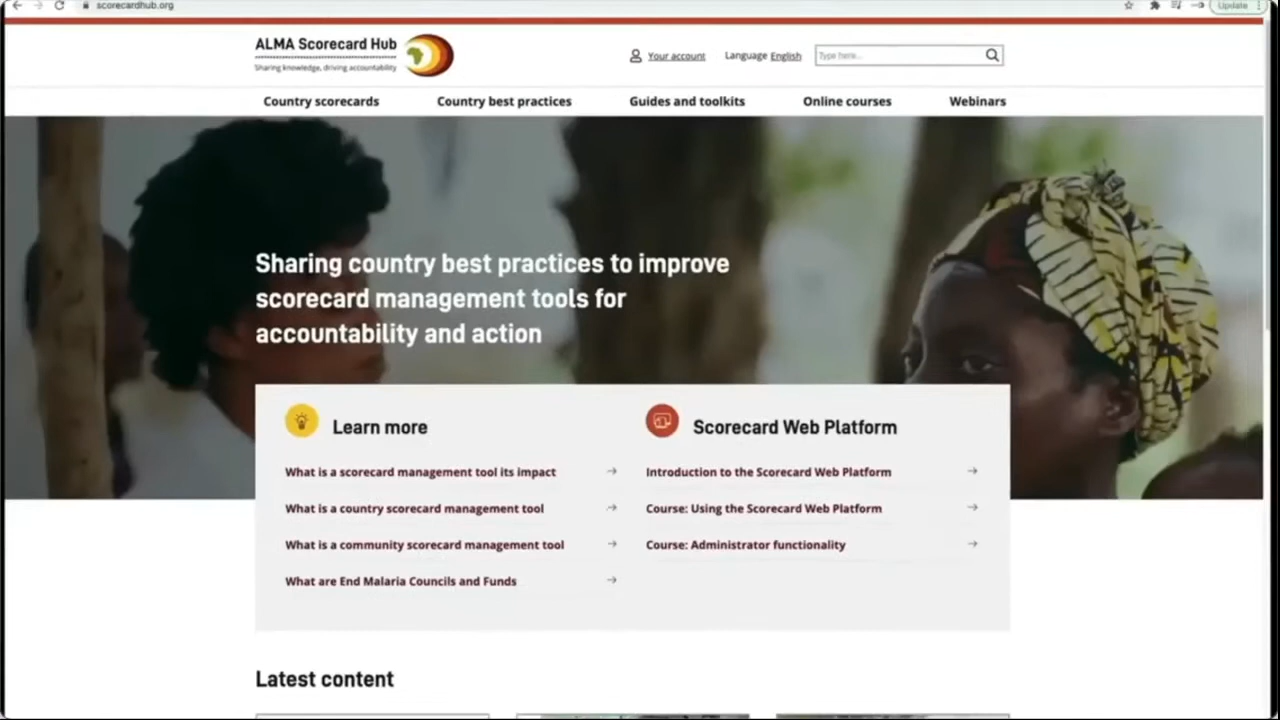 scorecardhub.org
Update
ALMA Scorecard Hub
Sharing knowledge, driving accountability
Your account
Language English
Type here...
Country scorecards
Country best practices
Guides and toolkits
Online courses
Webinars
Sharing country best practices to improve
scorecard management tools for
accountability and action
Learn more
What is a scorecard management tool its impact
What is a country scorecard management tool
What is a community scorecard management tool
What are End Malaria Councils and Funds
Scorecard Web Platform
Introduction to the Scorecard Web Platform
Course: Using the Scorecard Web Platform
Course: Administrator functionality
Latest content